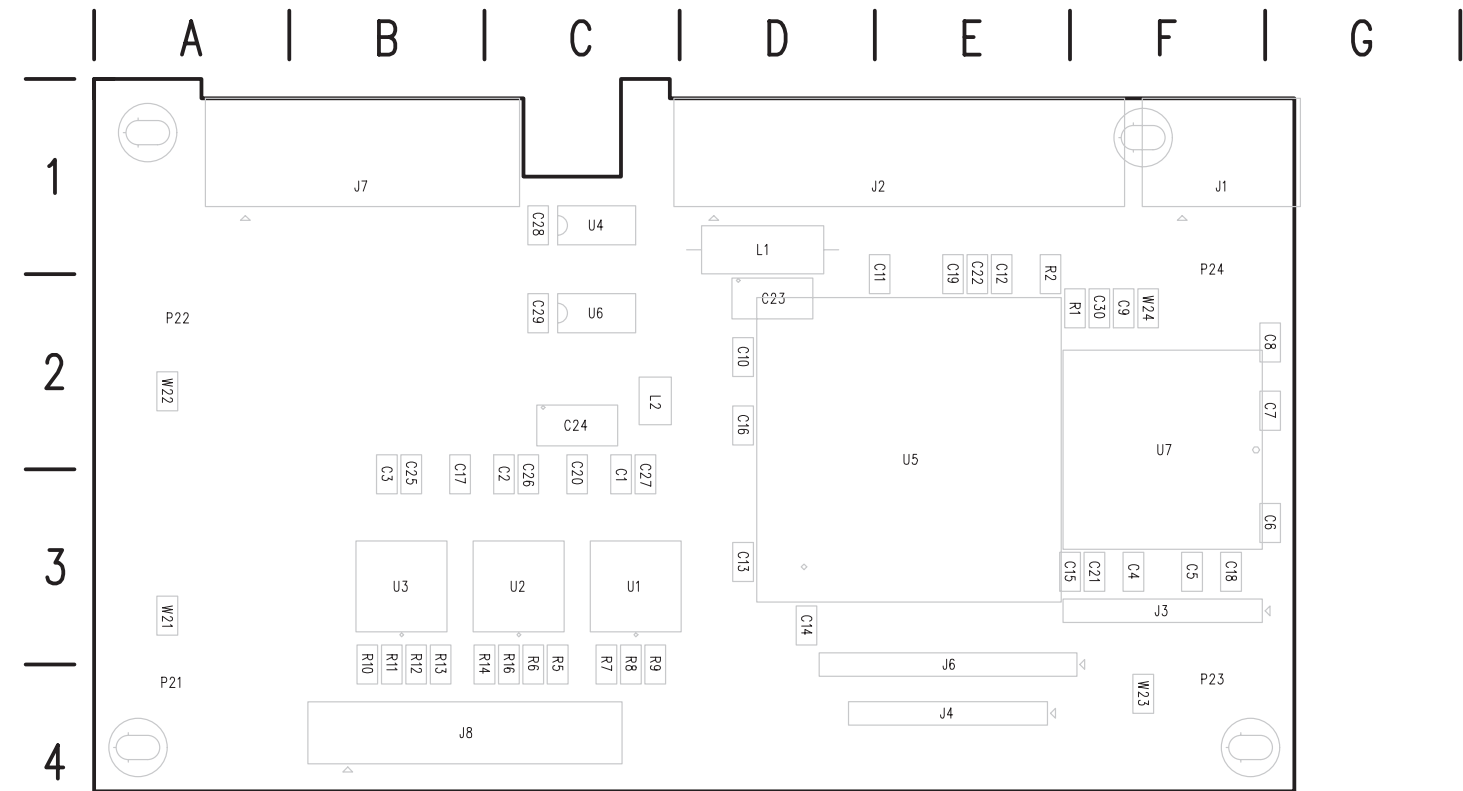 A B C D E F G
1
J7 J2 J1
C28 U4
L1
C11 C19 C22 C12 R2 P24
C23
P22 C29 U6 R1 C30 C9 W24
2
C10 C8
W22 L2 C7
C24 C16
U5 U7
C3 C25 C17 C2 C26 C20 C1 C27
C6
3
C13 C15 C21 C4 C5 C18
U3 U2 U1
W21 C14 J3
R10 R11 R12 R13 R14 R16 R6 R5 R7 R8 R9 J6
P21 P23
W23
J4
J8
4